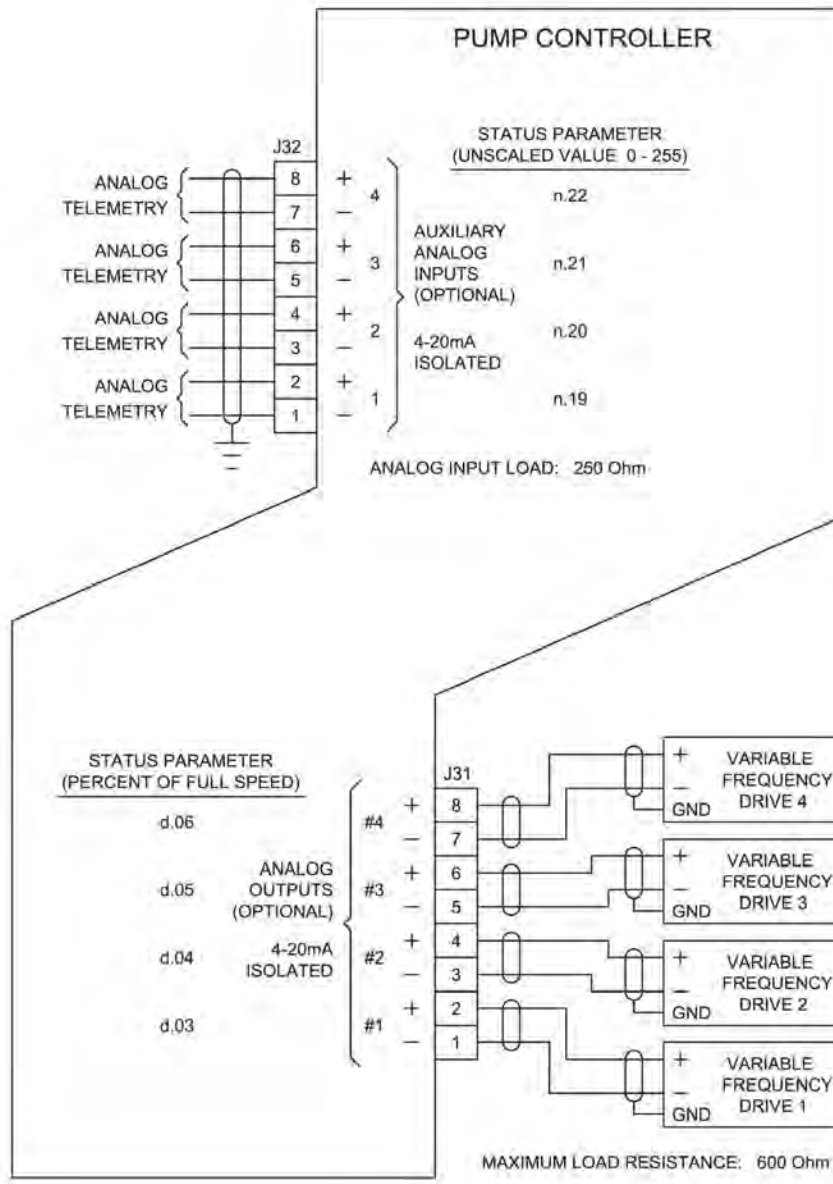 PUMP CONTROLLER
STATUS PARAMETER
(UNSCALED VALUE 0 - 255)
J32
ANALOG
TELEMETRY
8
+
7
−
4
n.22
ANALOG
TELEMETRY
6
+
5
−
3
n.21
ANALOG
TELEMETRY
4
+
3
−
2
n.20
ANALOG
TELEMETRY
2
+
1
−
1
n.19
AUXILIARY
ANALOG
INPUTS
(OPTIONAL)
4-20mA
ISOLATED
ANALOG INPUT LOAD: 250 Ohm
STATUS PARAMETER
(PERCENT OF FULL SPEED)
d.06
d.05
d.04
d.03
ANALOG
OUTPUTS
(OPTIONAL)
4-20mA
ISOLATED
J31
#4
+
8
−
7
#3
+
6
−
5
#2
+
4
−
3
#1
+
2
−
1
+
−
GND
VARIABLE
FREQUENCY
DRIVE 4
+
−
GND
VARIABLE
FREQUENCY
DRIVE 3
+
−
GND
VARIABLE
FREQUENCY
DRIVE 2
+
−
GND
VARIABLE
FREQUENCY
DRIVE 1
MAXIMUM LOAD RESISTANCE: 600 Ohm